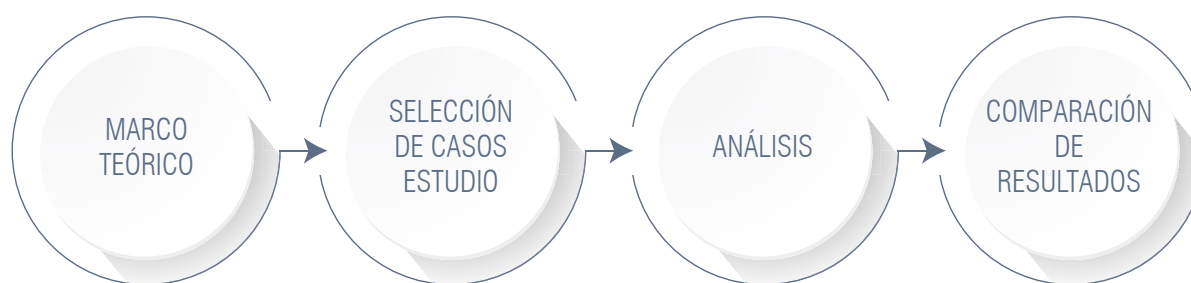 MARCO
TEÓRICO
SELECCIÓN
DE CASOS
ESTUDIO
ANÁLISIS
COMPARACIÓN
DE
RESULTADOS